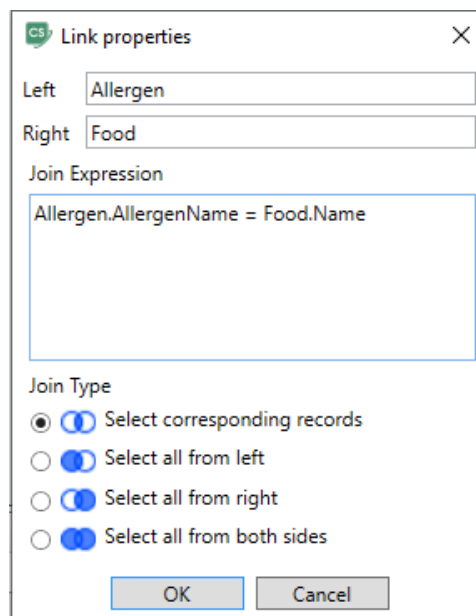 CS Link properties
Left Allergen
Right Food
Join Expression
Allergen.AllergenName = Food.Name
Join Type
Select corresponding records
Select all from left
Select all from right
Select all from both sides
OK Cancel